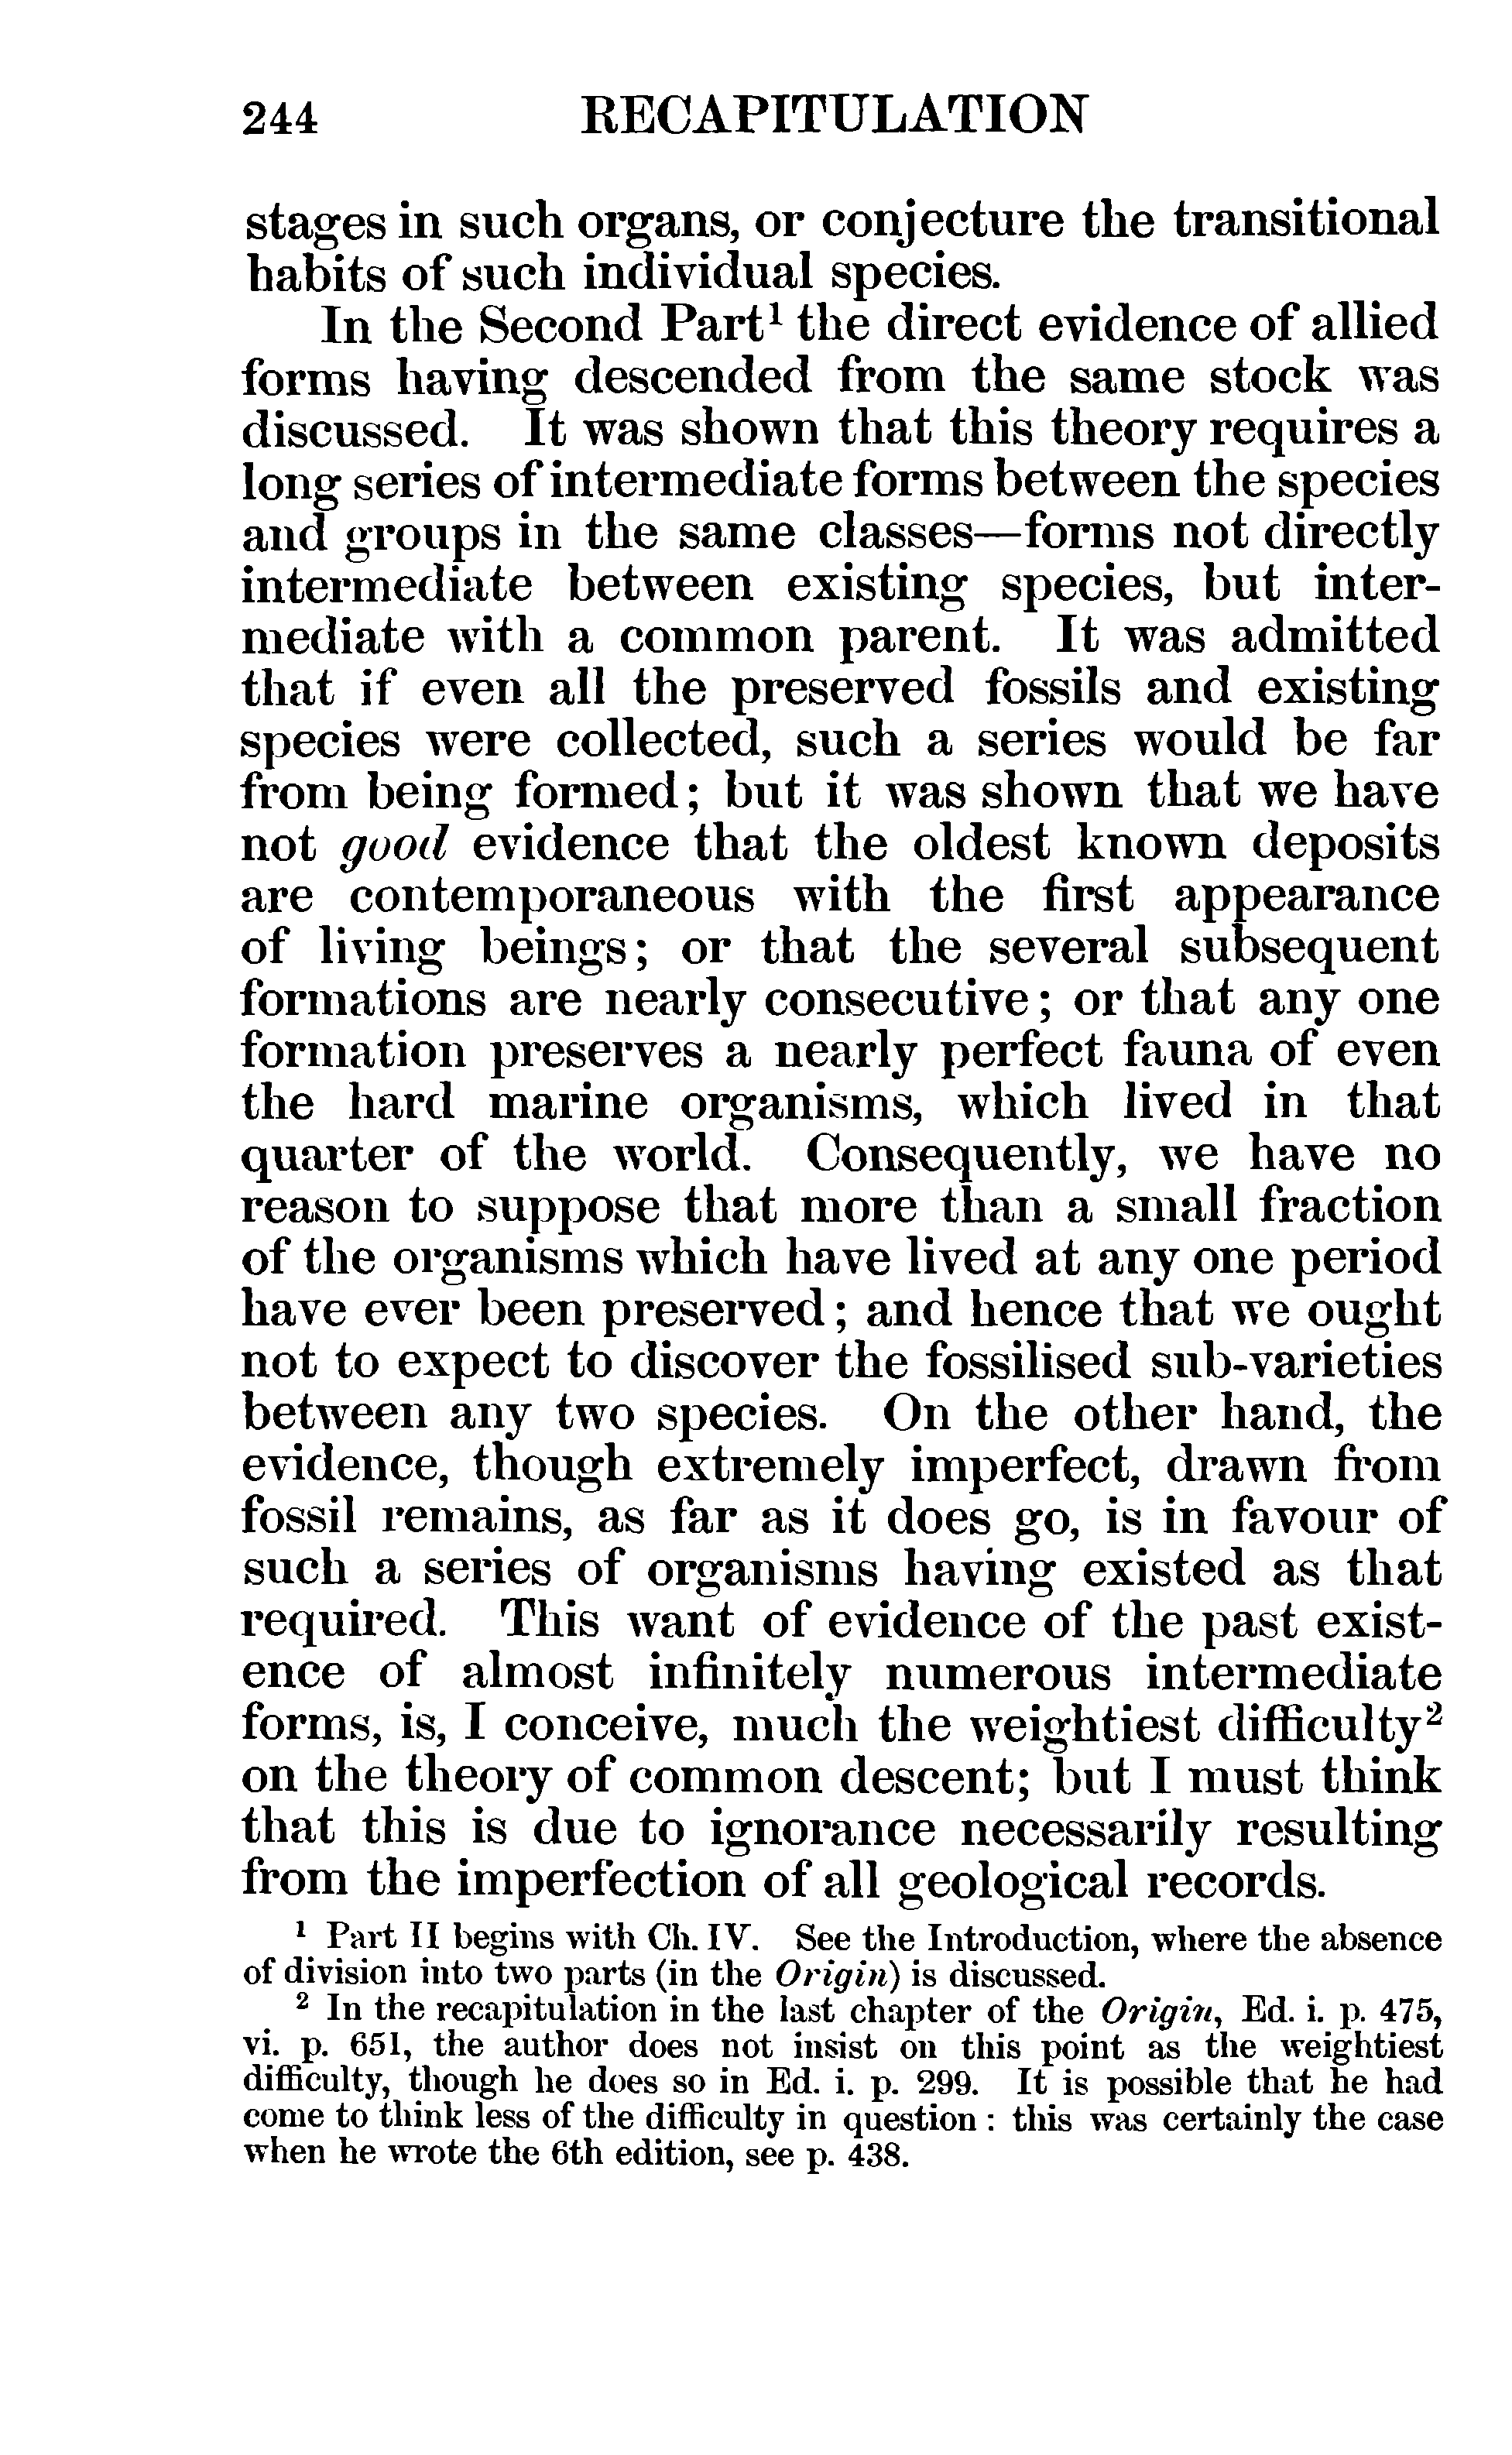 244 RECAPITULATION
stages in such organs, or conjecture the transitional
habits of such individual species.
In the Second Part¹ the direct evidence of allied
forms having descended from the same stock was
discussed. It was shown that this theory requires a
long series of intermediate forms between the species
and groups in the same classes—forms not directly
intermediate between existing species, but inter-
mediate with a common parent. It was admitted
that if even all the preserved fossils and existing
species were collected, such a series would be far
from being formed; but it was shown that we have
not good evidence that the oldest known deposits
are contemporaneous with the first appearance
of living beings; or that the several subsequent
formations are nearly consecutive; or that any one
formation preserves a nearly perfect fauna of even
the hard marine organisms, which lived in that
quarter of the world. Consequently, we have no
reason to suppose that more than a small fraction
of the organisms which have lived at any one period
have ever been preserved; and hence that we ought
not to expect to discover the fossilised sub-varieties
between any two species. On the other hand, the
evidence, though extremely imperfect, drawn from
fossil remains, as far as it does go, is in favour of
such a series of organisms having existed as that
required. This want of evidence of the past exist-
ence of almost infinitely numerous intermediate
forms, is, I conceive, much the weightiest difficulty²
on the theory of common descent; but I must think
that this is due to ignorance necessarily resulting
from the imperfection of all geological records.
¹ Part II begins with Ch. IV. See the Introduction, where the absence
of division into two parts (in the Origin) is discussed.
² In the recapitulation in the last chapter of the Origin, Ed. i. p. 475,
vi. p. 651, the author does not insist on this point as the weightiest
difficulty, though he does so in Ed. i. p. 299. It is possible that he had
come to think less of the difficulty in question : this was certainly the case
when he wrote the 6th edition, see p. 438.